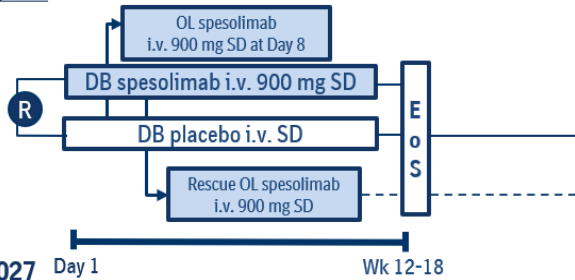 OL spesolimab
i.v. 900 mg SD at Day 8
DB spesolimab i.v. 900 mg SD
R
DB placebo i.v. SD
E
o
S
Rescue OL spesolimab
i.v. 900 mg SD
027 Day 1 Wk 12-18